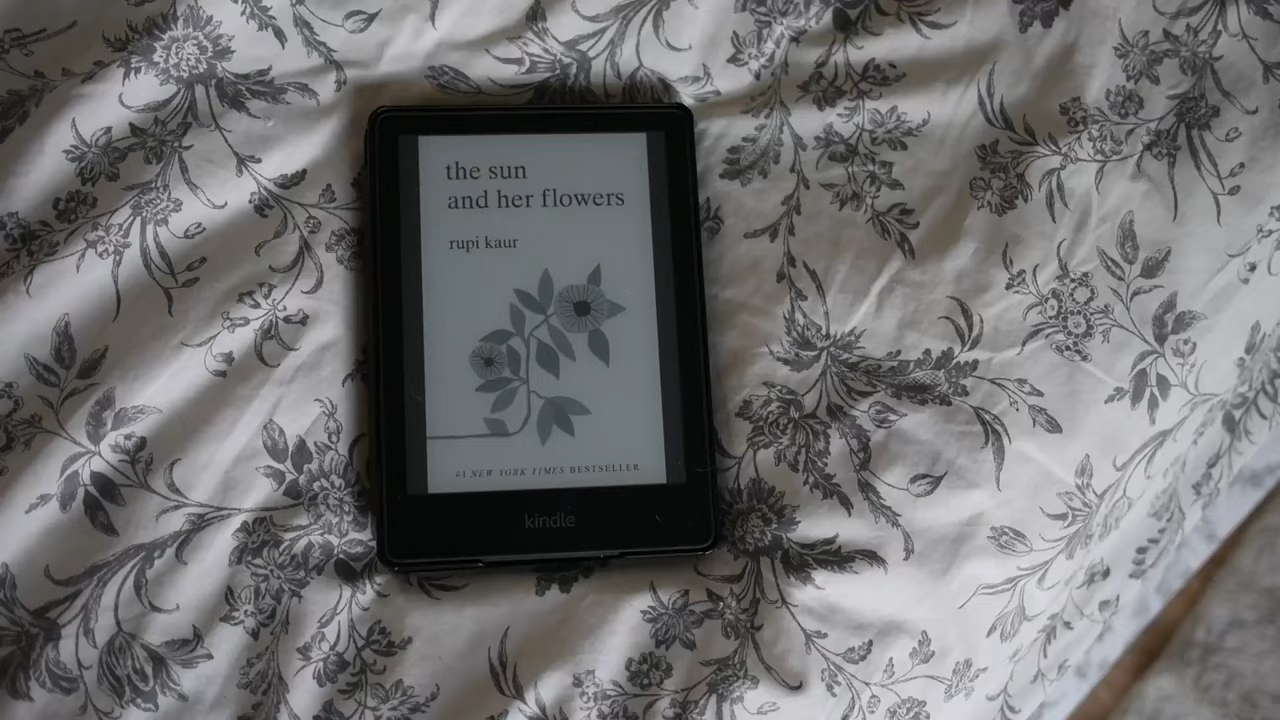 the sun
and her flowers
rupi kaur
#1 NEW YORK TIMES BESTSELLER
kindle